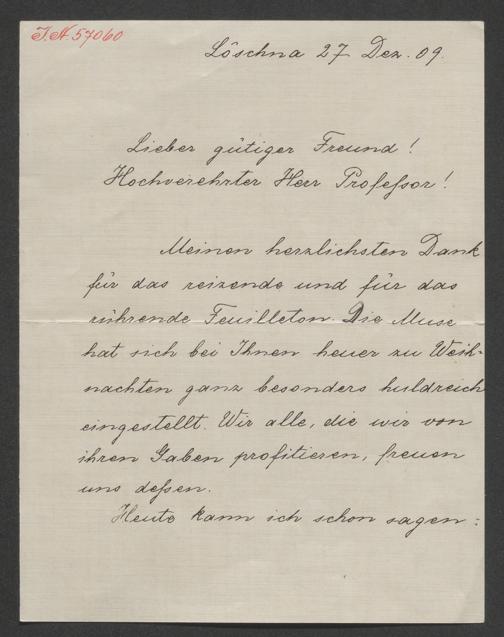 I.N. 57060
Löschna 27 Dez. 09.
Lieber gütiger Freund!
Hochverehrter Herr Profeſsor!
Meinen herzlichsten Dank
für das reizende und für das
rührende Feuilleton. Die Muse
hat sich bei Ihnen heuer zu Weih-
nachten ganz besonders huldreich
eingestellt. Wir alle, die wir von
ihren Gaben profitieren, freuen
uns deſsen.
Heute kann ich schon sagen: